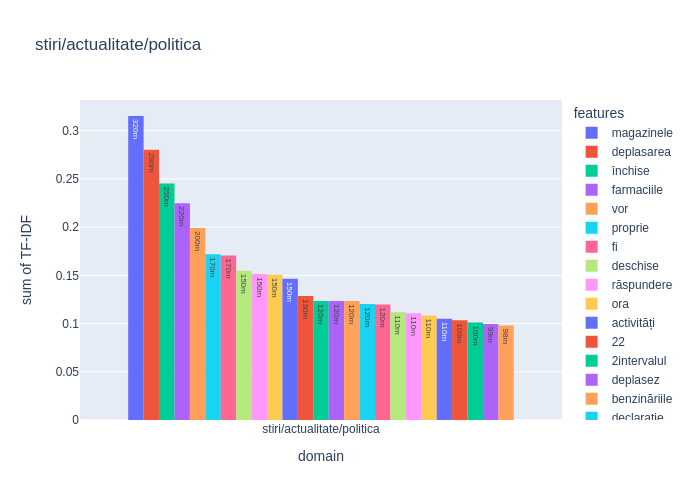 stiri/actualitate/politica
features
magazinele
deplasarea
închise
farmaciile
vor
proprie
fi
deschise
răspundere
ora
activități
22
2intervalul
deplasez
benzinăriile
declarație
0.3
0.25
0.2
0.15
0.1
0.05
0
sum of TF-IDF
320m
280m
250m
220m
200m
170m
170m
150m
150m
150m
150m
130m
120m
120m
120m
120m
120m
110m
110m
110m
110m
100m
100m
99m
98m
stiri/actualitate/politica
domain